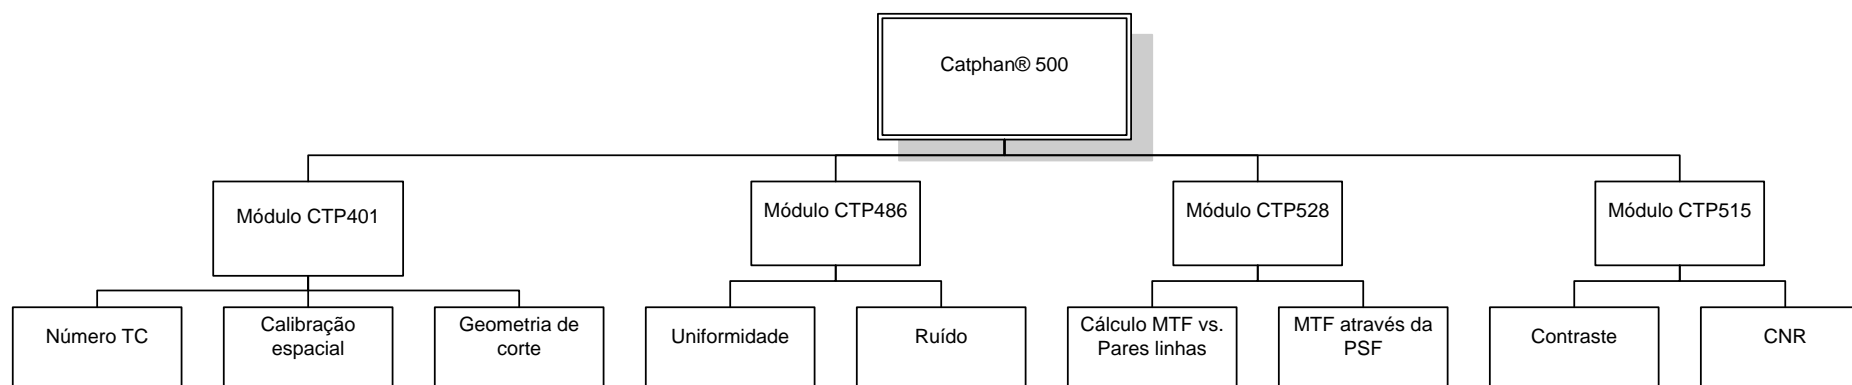 Catphan® 500
Módulo CTP401
Módulo CTP486
Módulo CTP528
Módulo CTP515
Número TC
Calibração
espacial
Geometria de
corte
Uniformidade
Ruído
Cálculo MTF vs.
Pares linhas
MTF através da
PSF
Contraste
CNR